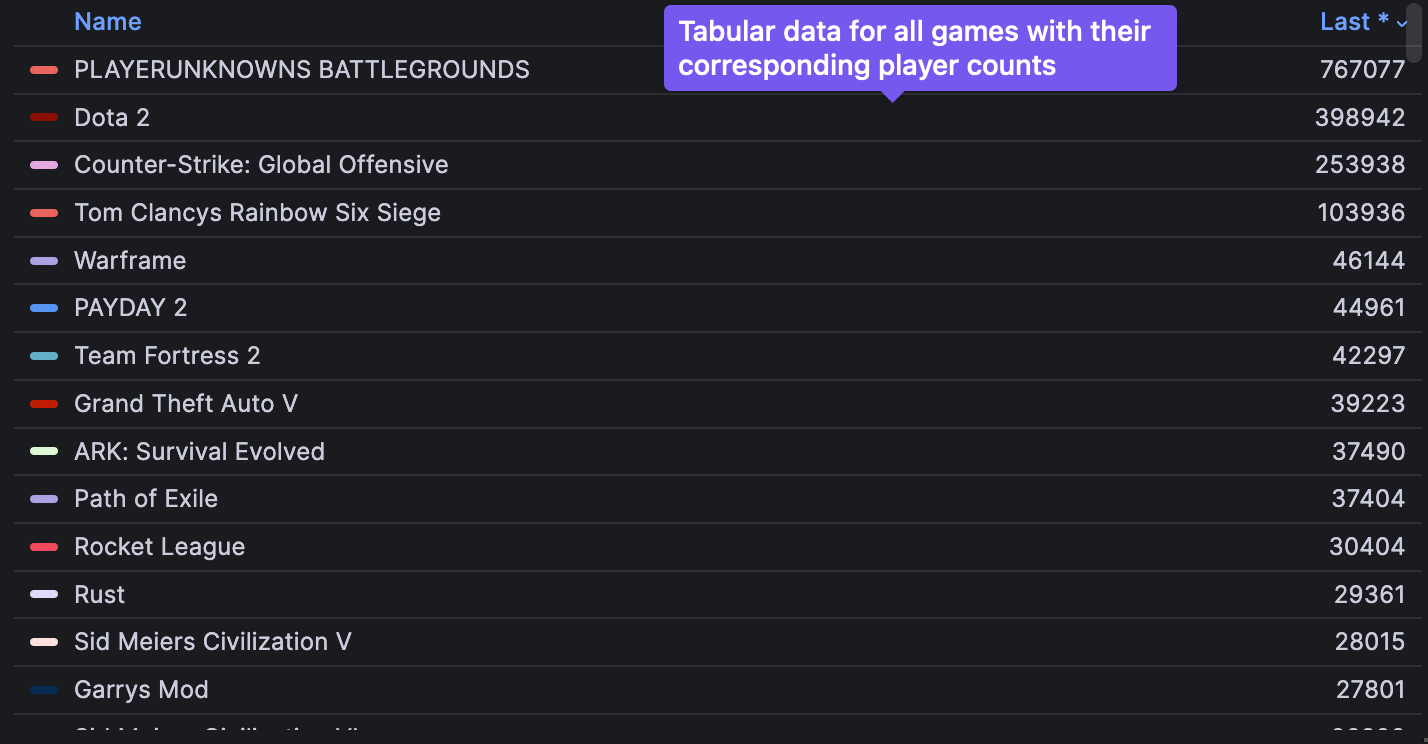 Name Last *
Tabular data for all games with their
corresponding player counts
PLAYERUNKNOWNS BATTLEGROUNDS 767077
Dota 2 398942
Counter-Strike: Global Offensive 253938
Tom Clancys Rainbow Six Siege 103936
Warframe 46144
PAYDAY 2 44961
Team Fortress 2 42297
Grand Theft Auto V 39223
ARK: Survival Evolved 37490
Path of Exile 37404
Rocket League 30404
Rust 29361
Sid Meiers Civilization V 28015
Garrys Mod 27801